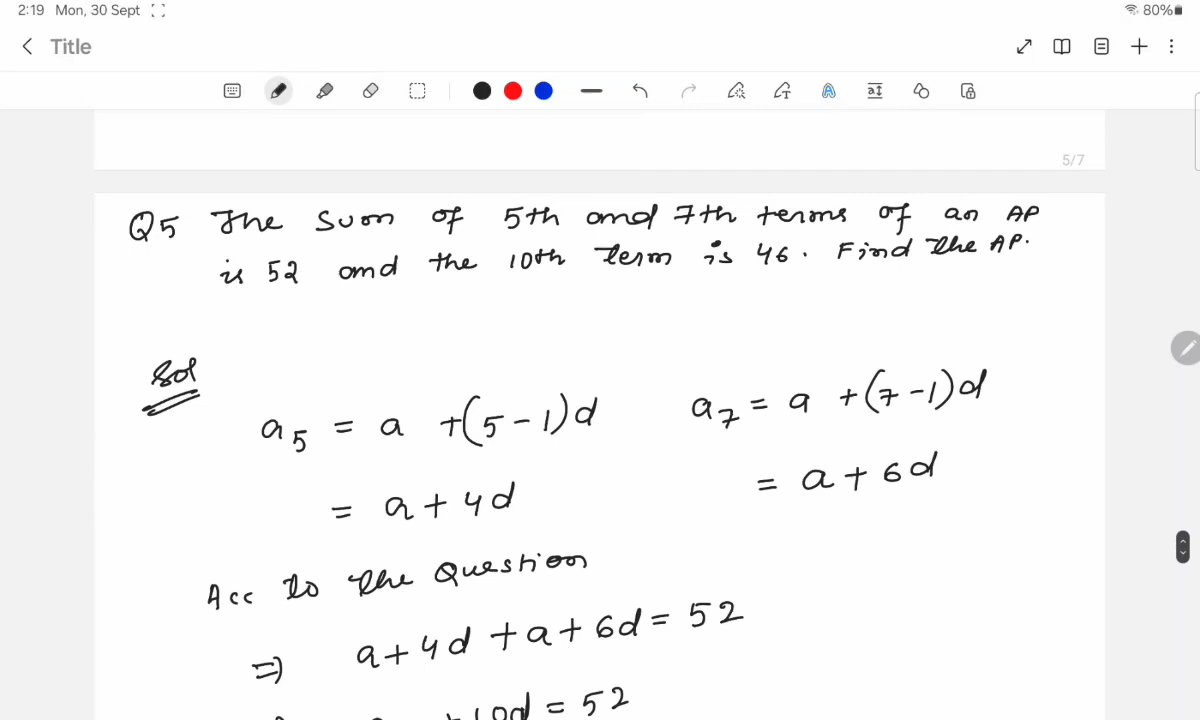 2:19 Mon, 30 Sept
80%
Title
5/7
Q5 The Sum of 5th and 7th terms of an AP
is 52 and the 10th term is 46. Find the AP.
Sol
a5 = a +(5-1)d
a7 = a +(7-1)d
= a + 4d
= a + 6d
Acc to the Question
=) a + 4d + a + 6d = 52
+ 10d = 52